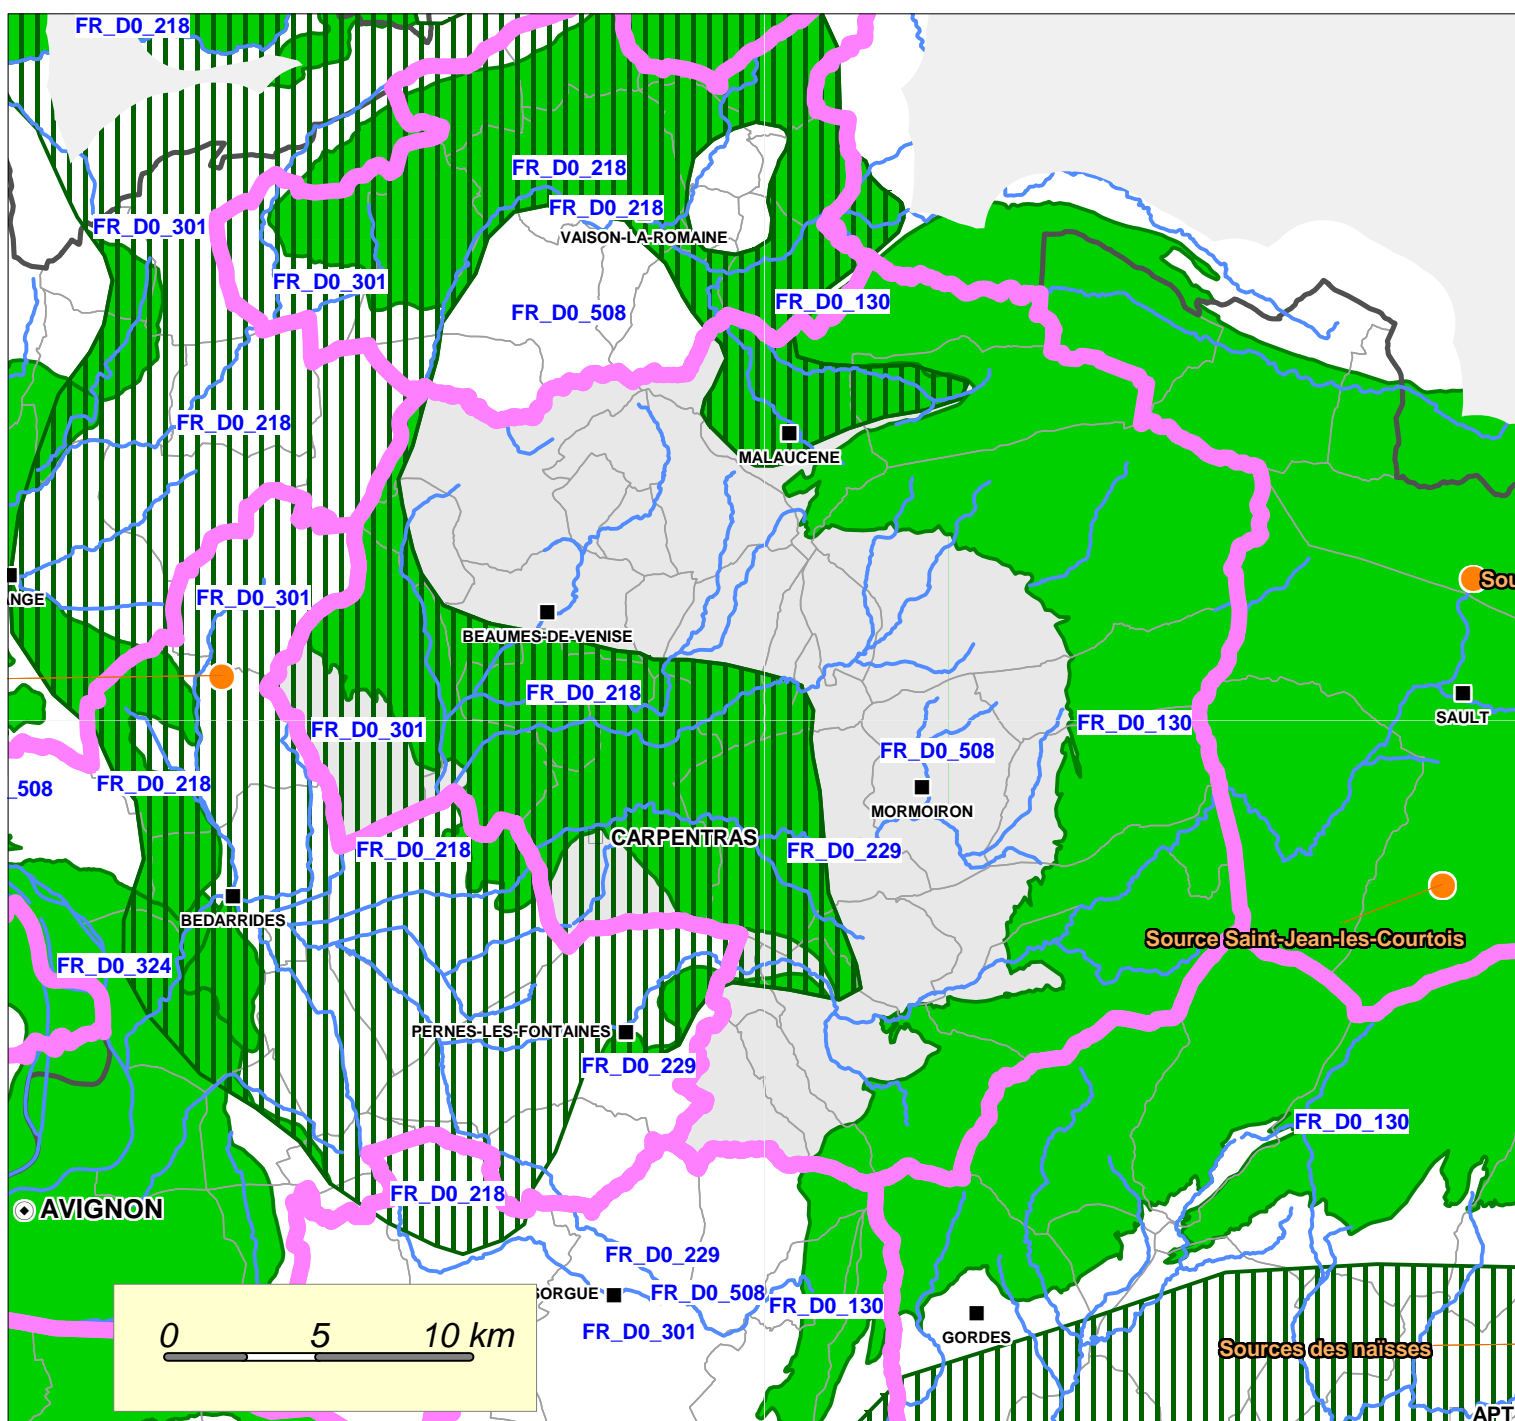 FR_D0_218
FR_D0_218
FR_D0_218
FR_D0_301
VAISON-LA-ROMAINE
FR_D0_301
FR_D0_130
FR_D0_508
FR_D0_218
MALAUCENE
Sou
NGE
FR_D0_301
BEAUMES-DE-VENISE
FR_D0_218
SAULT
FR_D0_301
FR_D0_130
FR_D0_508
_508
FR_D0_218
MORMOIRON
CARPENTRAS
FR_D0_218
FR_D0_229
BEDARRIDES
Source Saint-Jean-les-Courtois
FR_D0_324
PERNES-LES-FONTAINES
FR_D0_229
FR_D0_130
FR_D0_218
AVIGNON
FR_D0_229
SORGUE
FR_D0_508
FR_D0_130
FR_D0_301
GORDES
0 5 10 km
Sources des naïsses
APT